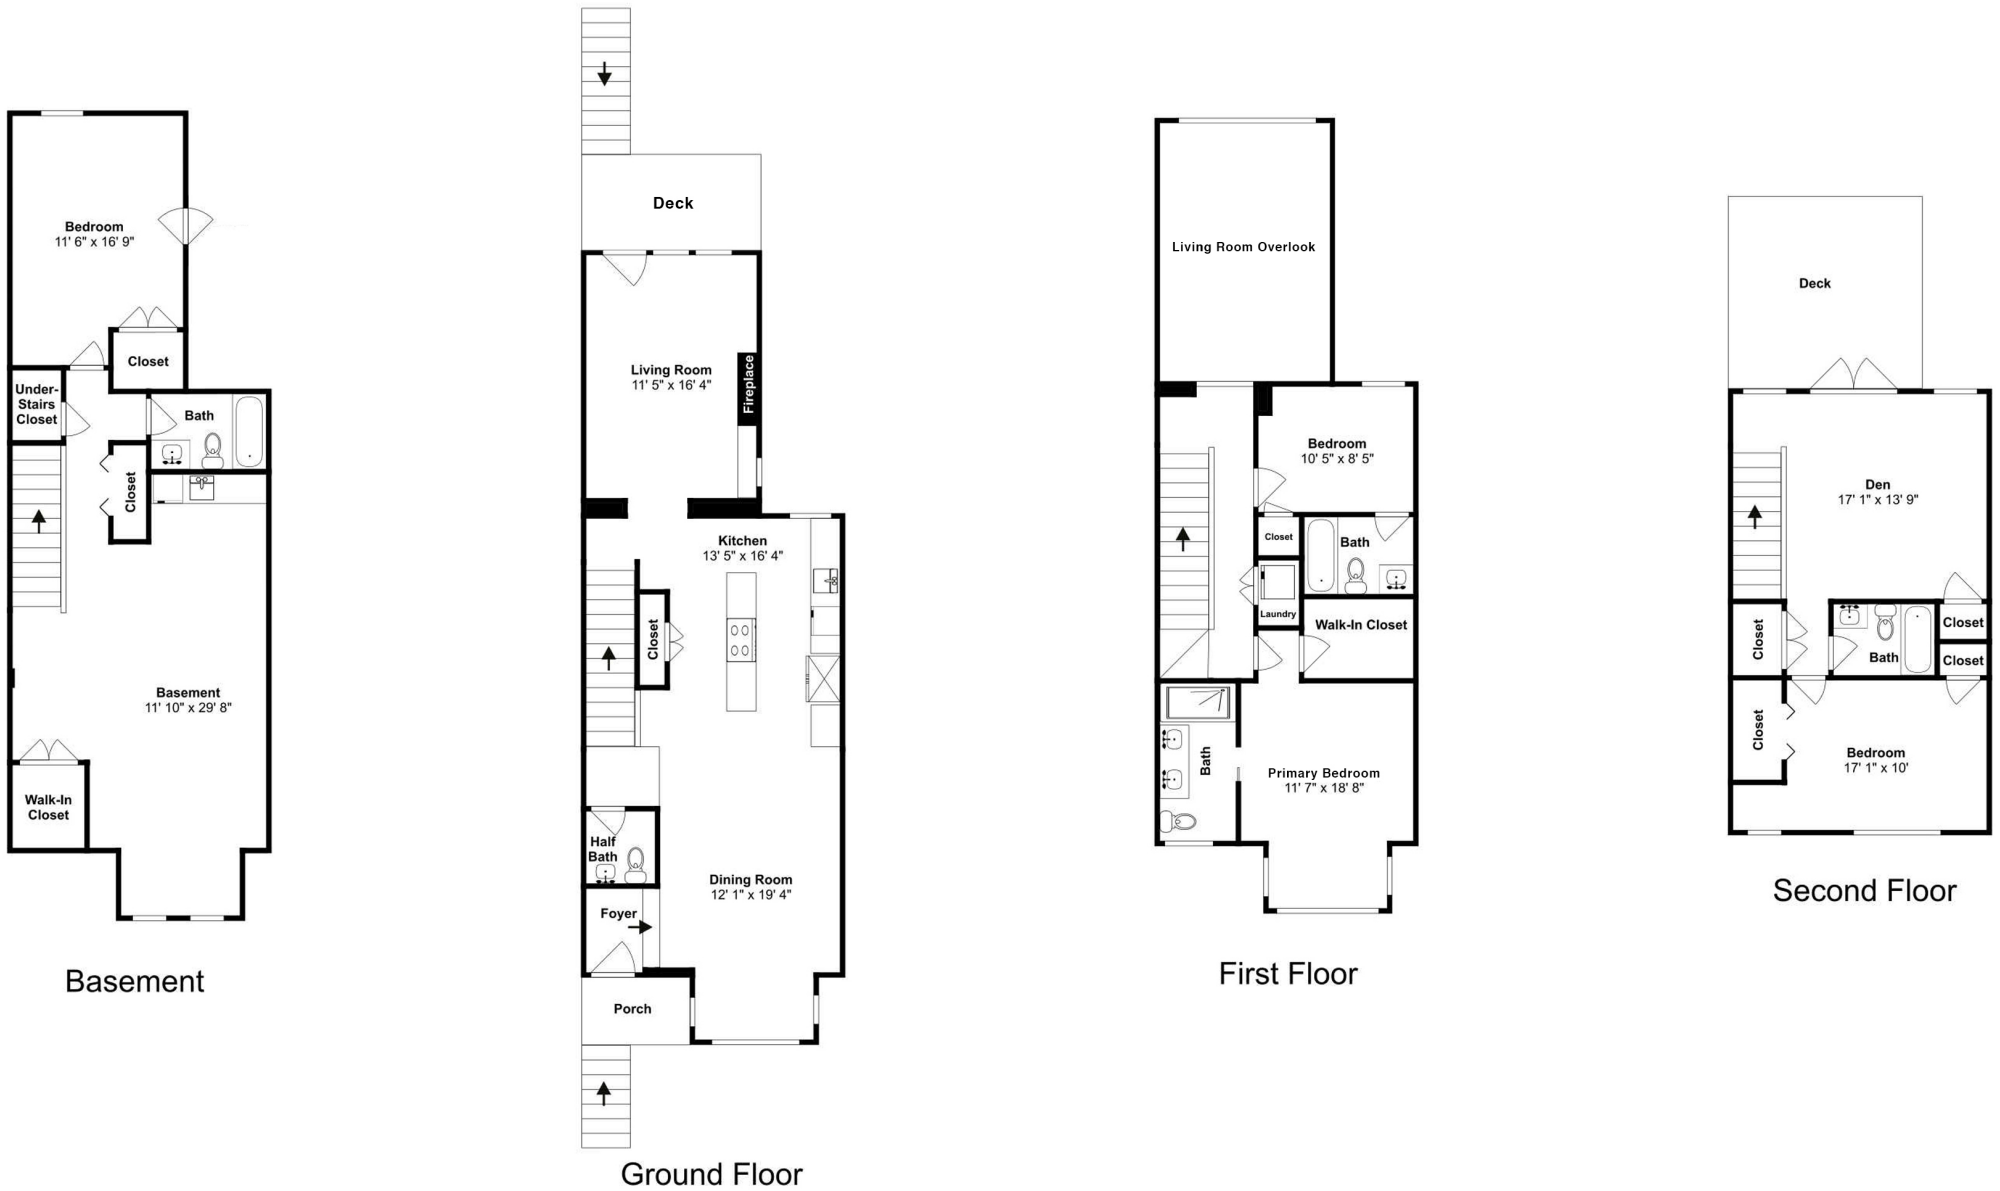 Bedroom
11' 6" x 16' 9"
Closet
Under-
Stairs
Closet
Bath
Closet
Basement
11' 10" x 29' 8"
Walk-In
Closet
Basement
Deck
Living Room
11' 5" x 16' 4"
Fireplace
Kitchen
13' 5" x 16' 4"
Closet
Half
Bath
Dining Room
12' 1" x 19' 4"
Foyer
Porch
Ground Floor
Living Room Overlook
Bedroom
10' 5" x 8' 5"
Closet
Bath
Laundry
Walk-In Closet
Bath
Primary Bedroom
11' 7" x 18' 8"
First Floor
Deck
Den
17' 1" x 13' 9"
Closet
Closet
Bath
Closet
Closet
Bedroom
17' 1" x 10'
Second Floor